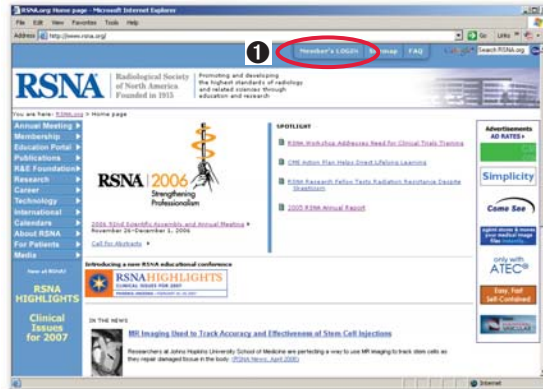 RSNA.org Home page - Microsoft Internet Explorer
File Edit View Favorites Tools Help
Address http://www.rsna.org/
Go Links
1
Member's LOGIN Sitemap FAQ
Search RSNA.org
RSNA
Radiological Society
of North America
Founded in 1915
Promoting and developing
the highest standards of radiology
and related sciences through
education and research
You are here: RSNA.org > Home page
Annual Meeting
Membership
Education Portal
Publications
R&E Foundation
Research
Career
Technology
International
Calendars
About RSNA
For Patients
Media
New at RSNA!
RSNA
HIGHLIGHTS
Clinical
Issues
for 2007
RSNA 2006
Strengthening
Professionalism
2006 92nd Scientific Assembly and Annual Meeting
November 26-December 1, 2006
Call for Abstracts
SPOTLIGHT
RSNA Workshop Addresses Need for Clinical Trials Training
CME Action Plan Helps Direct Lifelong Learning
RSNA Research Fellow Tests Radiation Resistance Despite
Skepticism
2005 RSNA Annual Report
Introducing a new RSNA educational conference
RSNAHIGHLIGHTS
CLINICAL ISSUES FOR 2007
IN THE NEWS
MR Imaging Used to Track Accuracy and Effectiveness of Stem Cell Injections
Researchers at Johns Hopkins University School of Medicine are perfecting a way to use MR imaging to track stem cells as
they repair damaged tissue in the body. (RSNA News, April 2006)
Advertisements
AD RATES
Simplicity
Come See
only with
ATEC®
Easy, Fast
Self-Contained
Internet